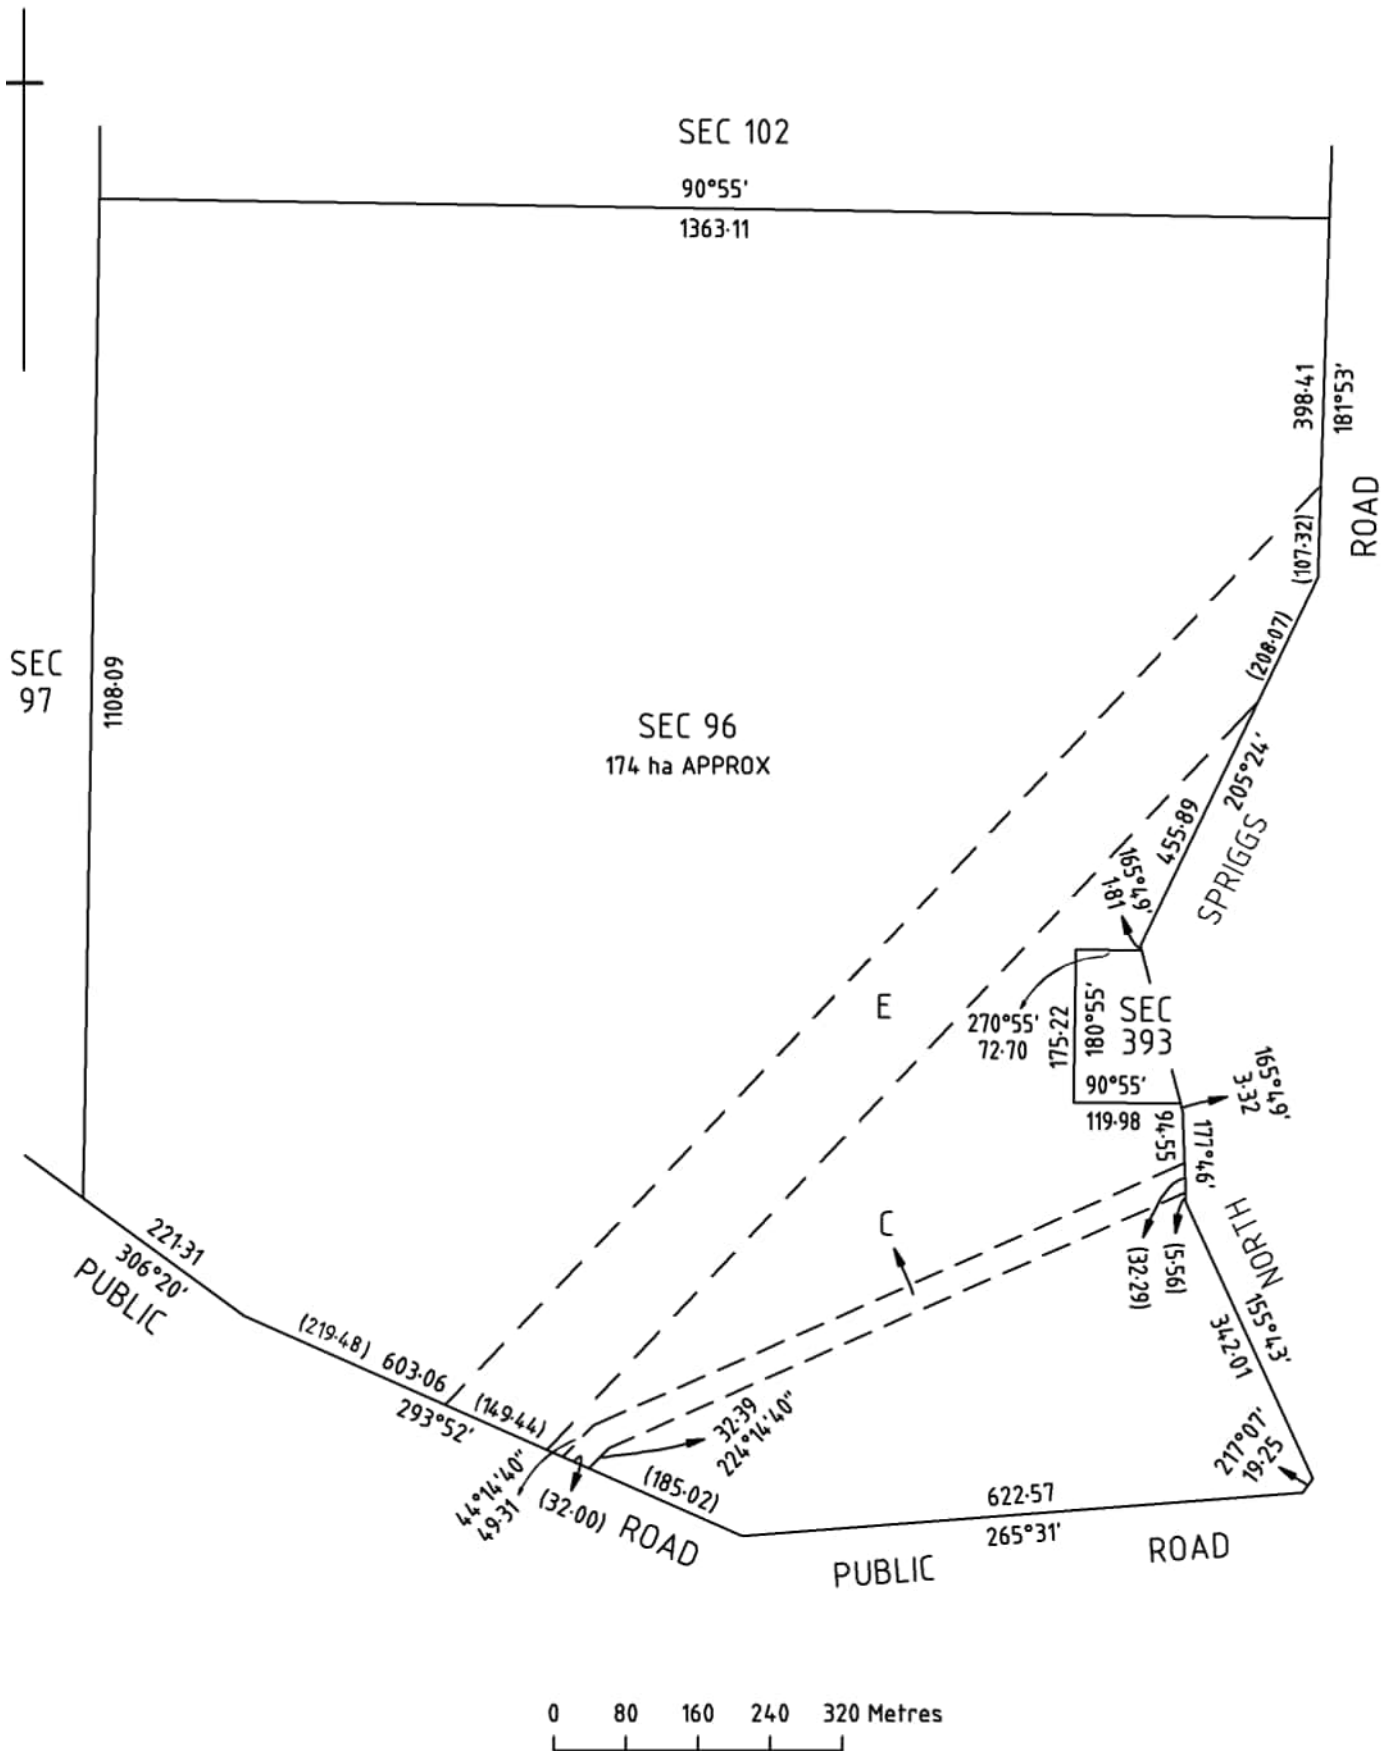 SEC 102
90°55'
1363·11
398·41
181°53'
ROAD
(107·32)
(208·07)
SEC
97
1108·09
SEC 96
174 ha APPROX
205°24'
455·89
SPRIGGS
165°49'
1·81
E
270°55'
72·70
175·22
180°55'
SEC
393
90°55'
119·98
165°49'
3·32
94·55
177°46'
NORTH
C
(32·29)
(5·56)
155°43'
342·01
221·31
306°20'
PUBLIC
(219·48)
603·06
293°52'
(149·44)
32·39
224°14'40"
44°14'40"
49·31
(32·00)
ROAD
(185·02)
217°07'
19·25
622·57
265°31'
PUBLIC
ROAD
0 80 160 240 320 Metres